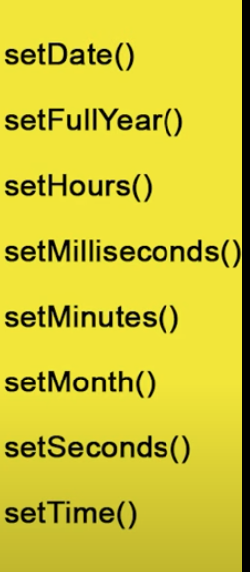 setDate()
setFullYear()
setHours()
setMilliseconds()
setMinutes()
setMonth()
setSeconds()
setTime()